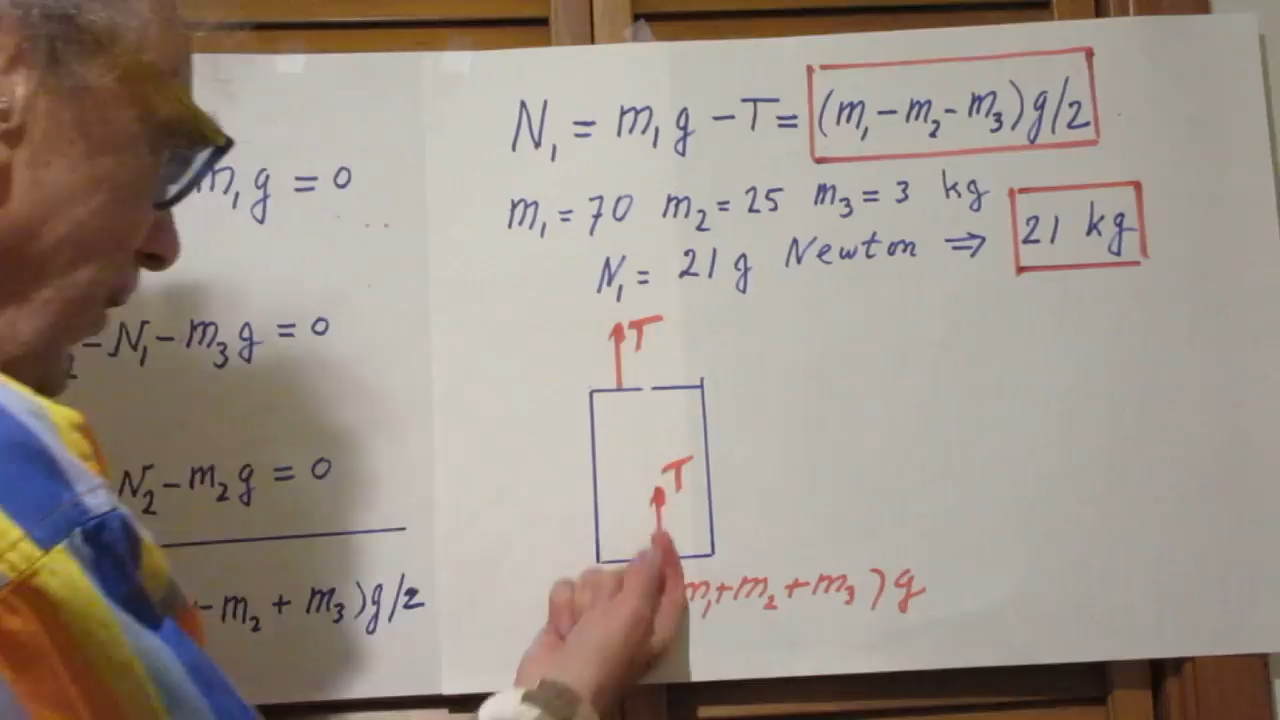 m₁g = 0
-N₁-m₃g = 0
N₂-m₂g = 0
-m₂ + m₃)g/2
N₁ = m₁g -T= (m₁-m₂-m₃)g/2
m₁=70 m₂=25 m₃=3 kg
N₁= 21g Newton ⇒ 21 kg
T
T
m₁+m₂+m₃)g